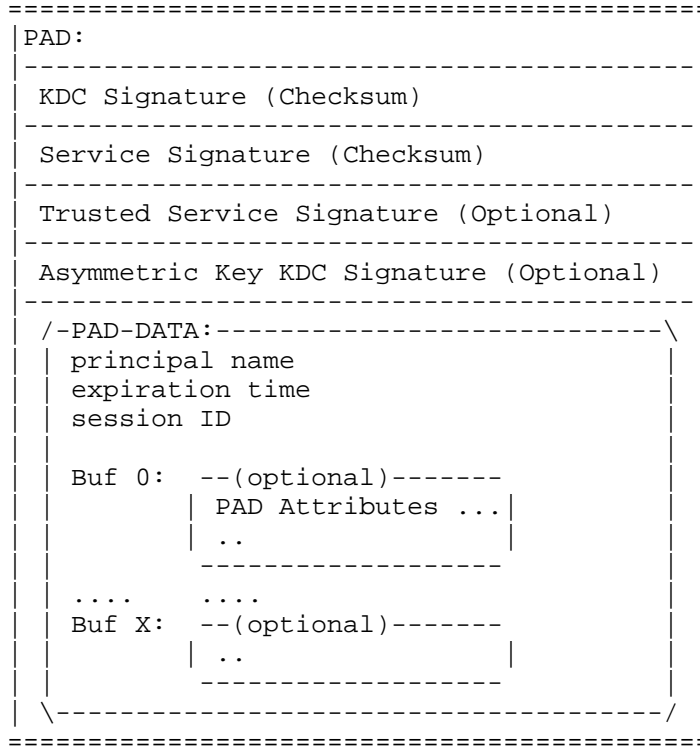 ===========================================
|PAD:
|------------------------------------------
| KDC Signature (Checksum)
|------------------------------------------
| Service Signature (Checksum)
|------------------------------------------
| Trusted Service Signature (Optional)
|------------------------------------------
| Asymmetric Key KDC Signature (Optional)
|------------------------------------------
| /-PAD-DATA:----------------------------\
| | principal name                       |
| | expiration time                      |
| | session ID                           |
| |                                      |
| | Buf 0:  --(optional)-------          |
| |        | PAD Attributes ...|         |
| |        | ..                |         |
| |         -------------------          |
| | ....    ....                         |
| | Buf X:  --(optional)-------          |
| |        | ..                |         |
| |         -------------------          |
| \--------------------------------------/
===========================================